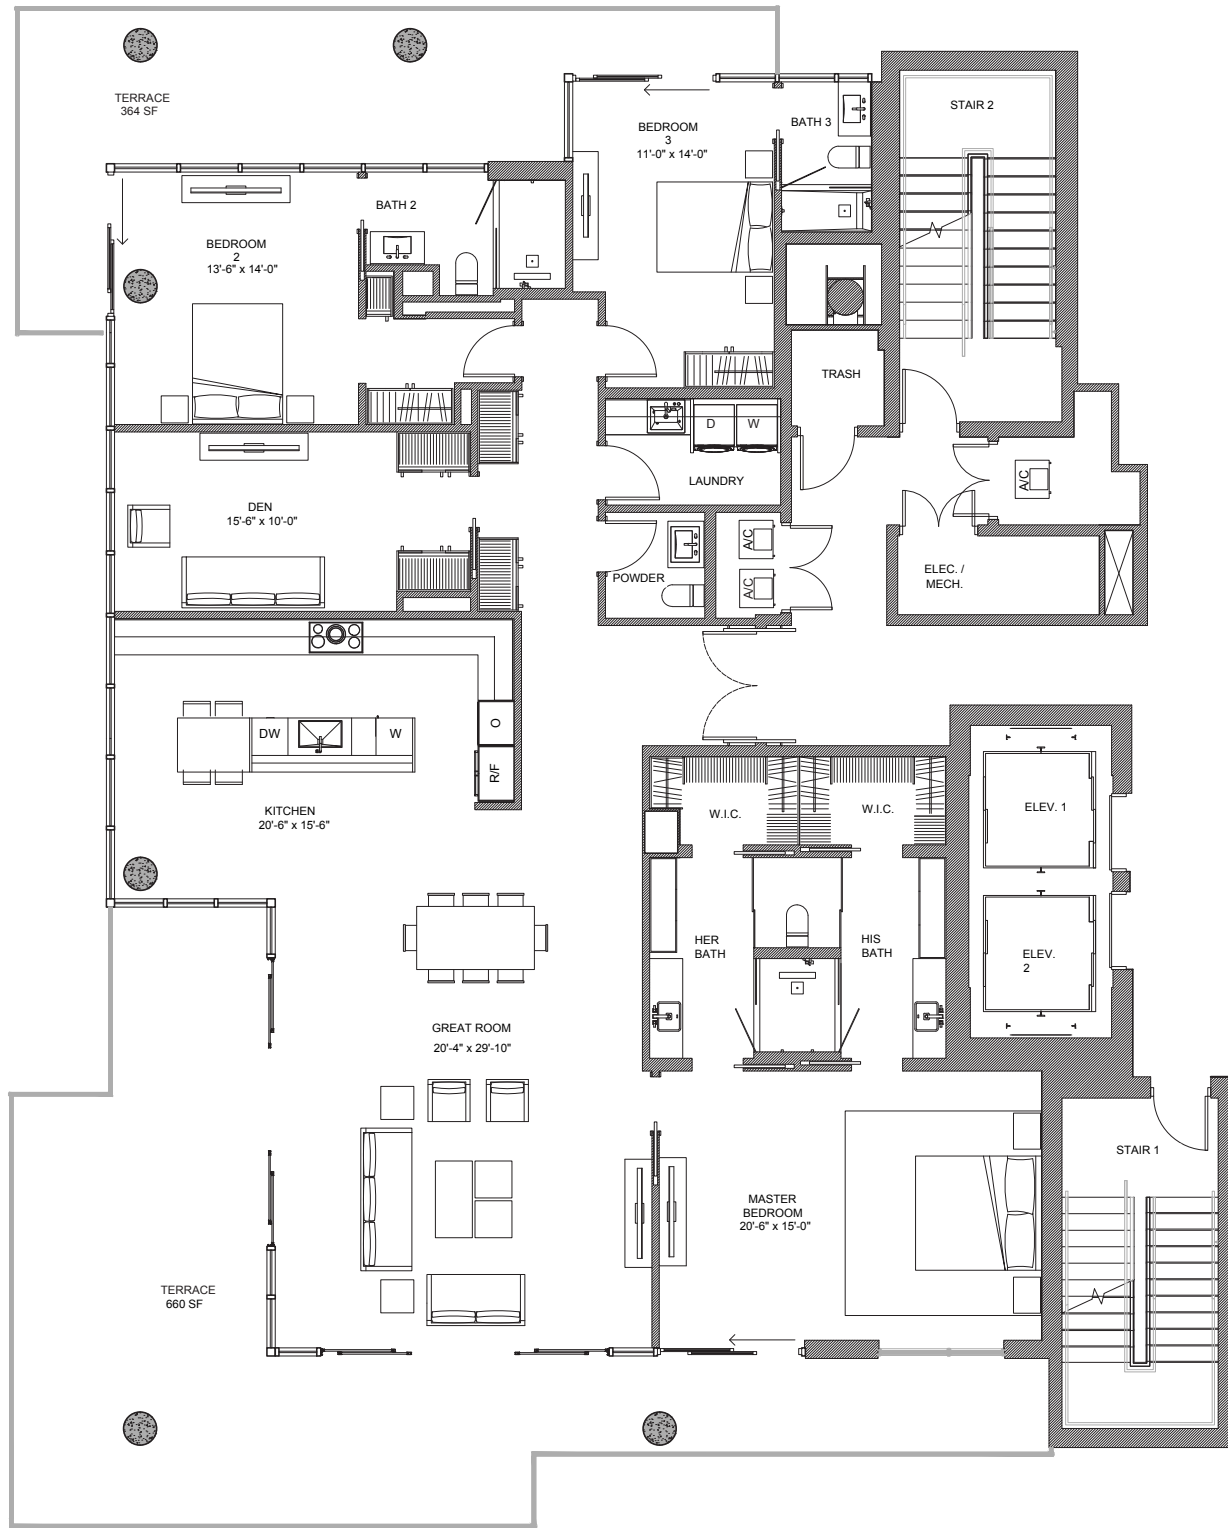 TERRACE
364 SF
BEDROOM
3
11'-0" x 14'-0"
BATH 3
STAIR 2
BATH 2
BEDROOM
2
13'-6" x 14'-0"
TRASH
D
W
LAUNDRY
A/C
DEN
15'-6" x 10'-0"
A/C
A/C
POWDER
ELEC. /
MECH.
DW
W
O
R/F
KITCHEN
20'-6" x 15'-6"
W.I.C.
W.I.C.
ELEV. 1
HER
BATH
HIS
BATH
ELEV.
2
GREAT ROOM
20'-4" x 29'-10"
STAIR 1
MASTER
BEDROOM
20'-6" x 15'-0"
TERRACE
660 SF